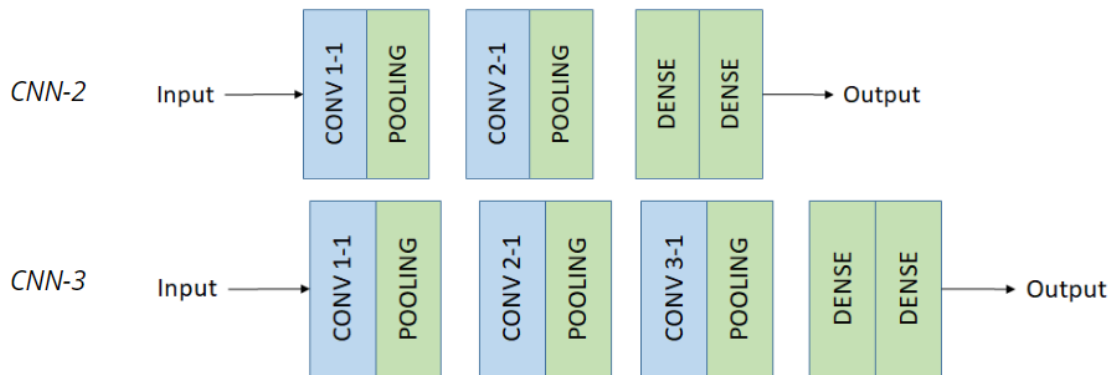 CNN-2 Input CONV 1-1 POOLING CONV 2-1 POOLING DENSE DENSE Output
CNN-3 Input CONV 1-1 POOLING CONV 2-1 POOLING CONV 3-1 POOLING DENSE DENSE Output